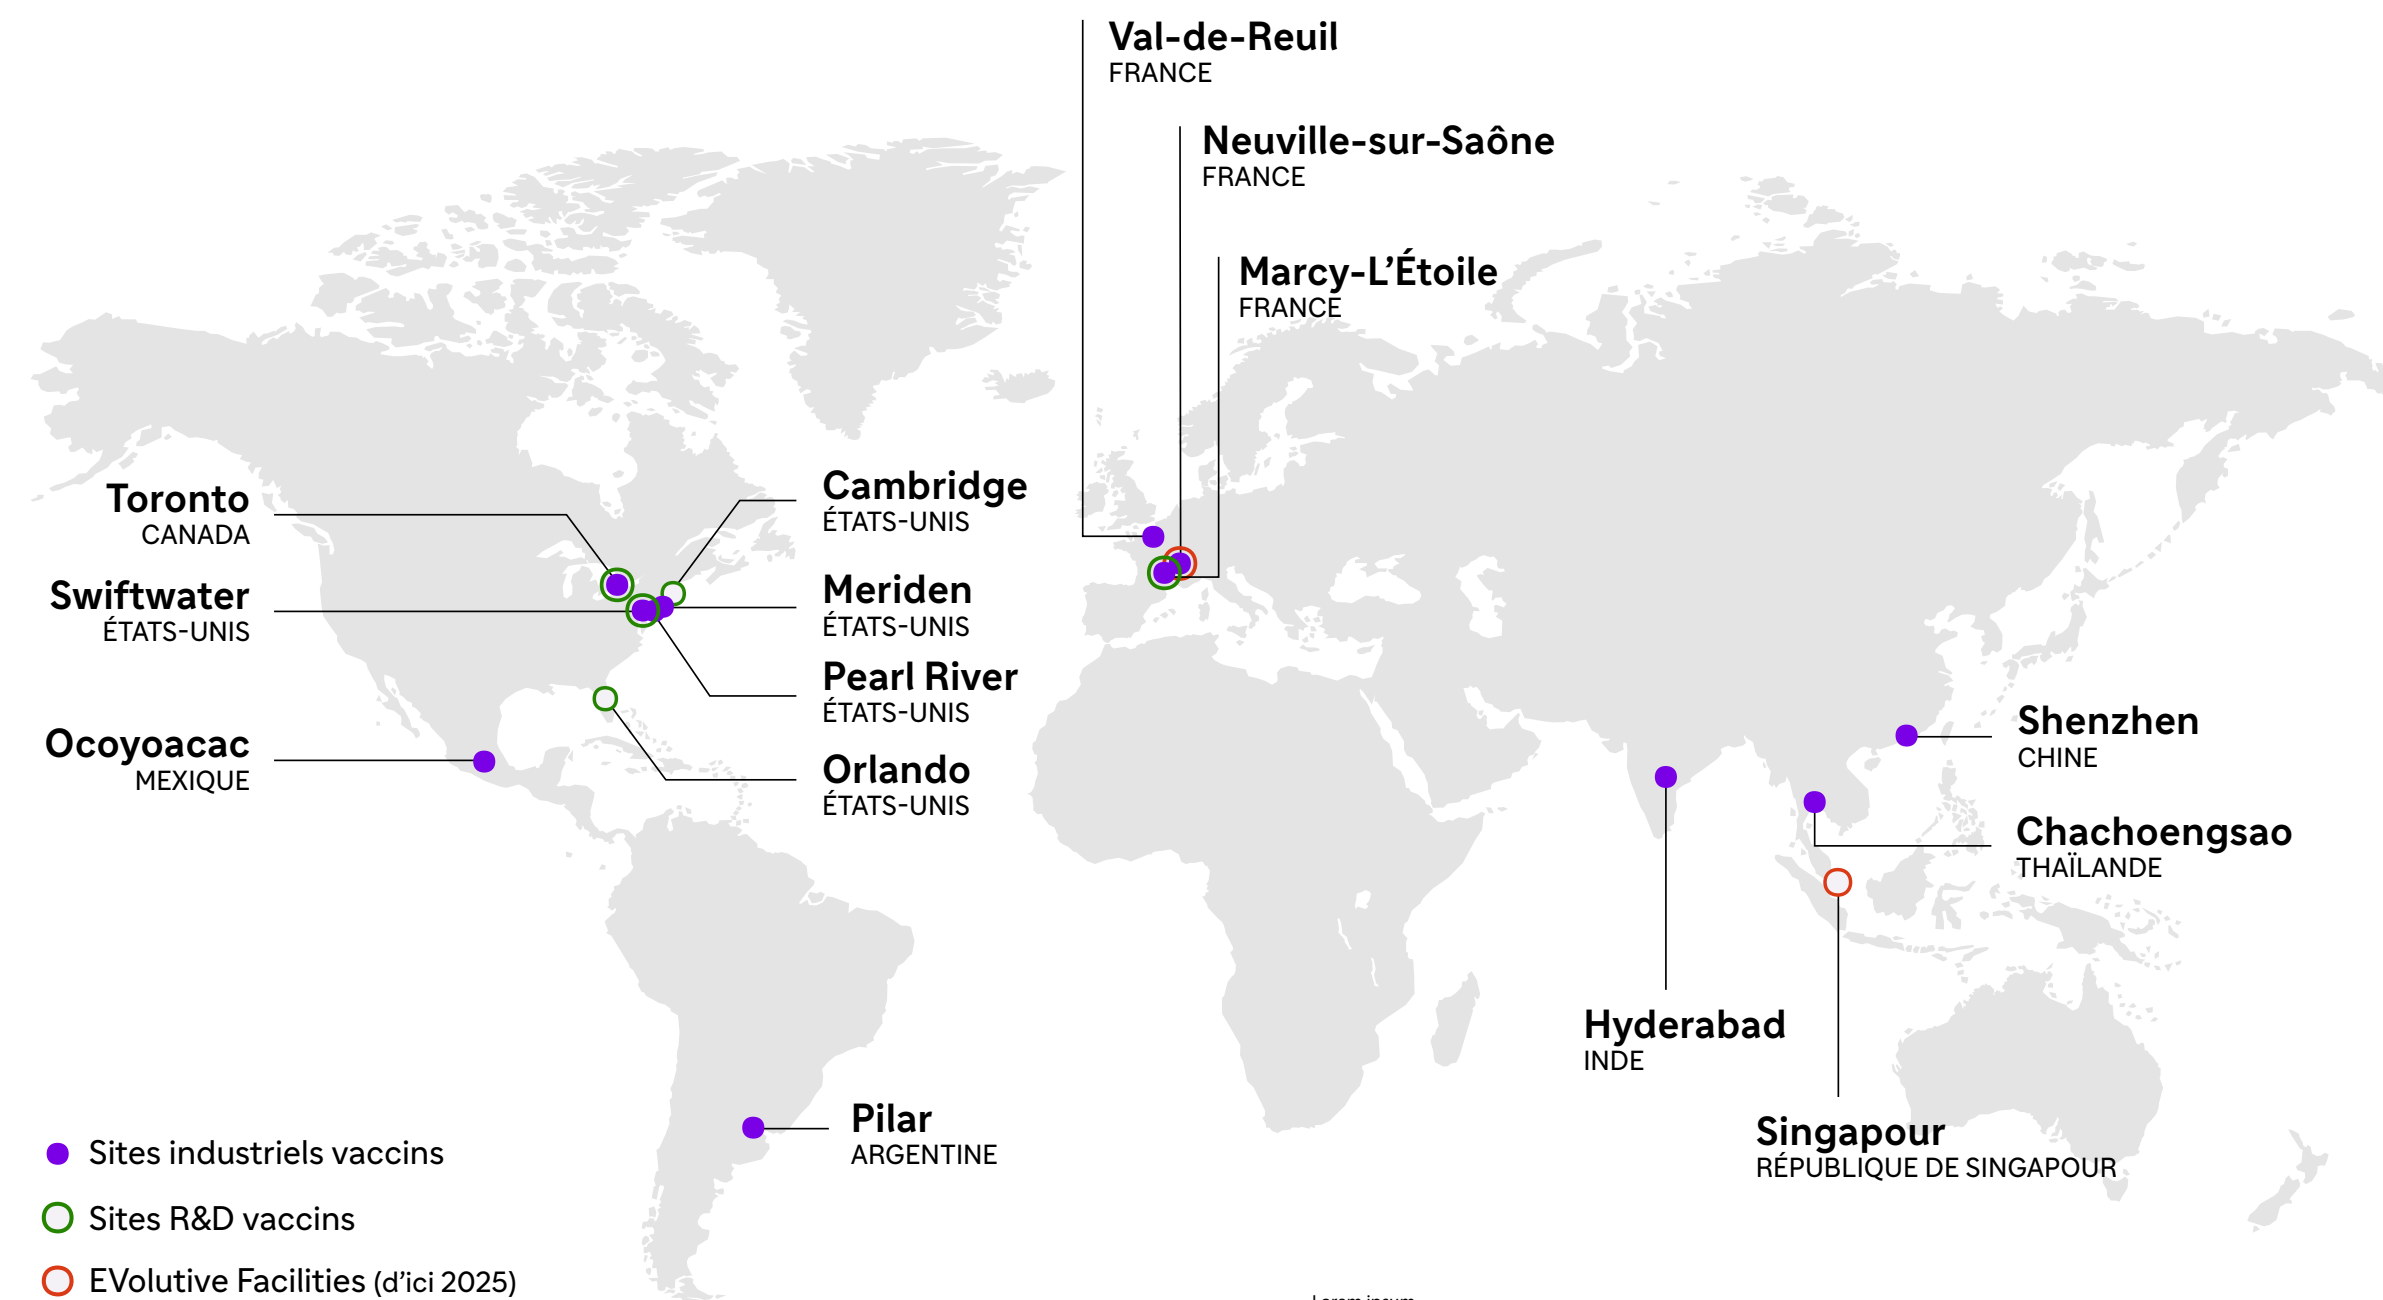 Val-de-Reuil
FRANCE
Neuville-sur-Saône
FRANCE
Marcy-L’Étoile
FRANCE
Toronto
CANADA
Swiftwater
ÉTATS-UNIS
Ocoyoacac
MEXIQUE
Cambridge
ÉTATS-UNIS
Meriden
ÉTATS-UNIS
Pearl River
ÉTATS-UNIS
Orlando
ÉTATS-UNIS
Shenzhen
CHINE
Chachoengsao
THAÏLANDE
Hyderabad
INDE
Singapour
RÉPUBLIQUE DE SINGAPOUR
Pilar
ARGENTINE
Sites industriels vaccins
Sites R&D vaccins
EVolutive Facilities (d’ici 2025)
Lorem ipsum